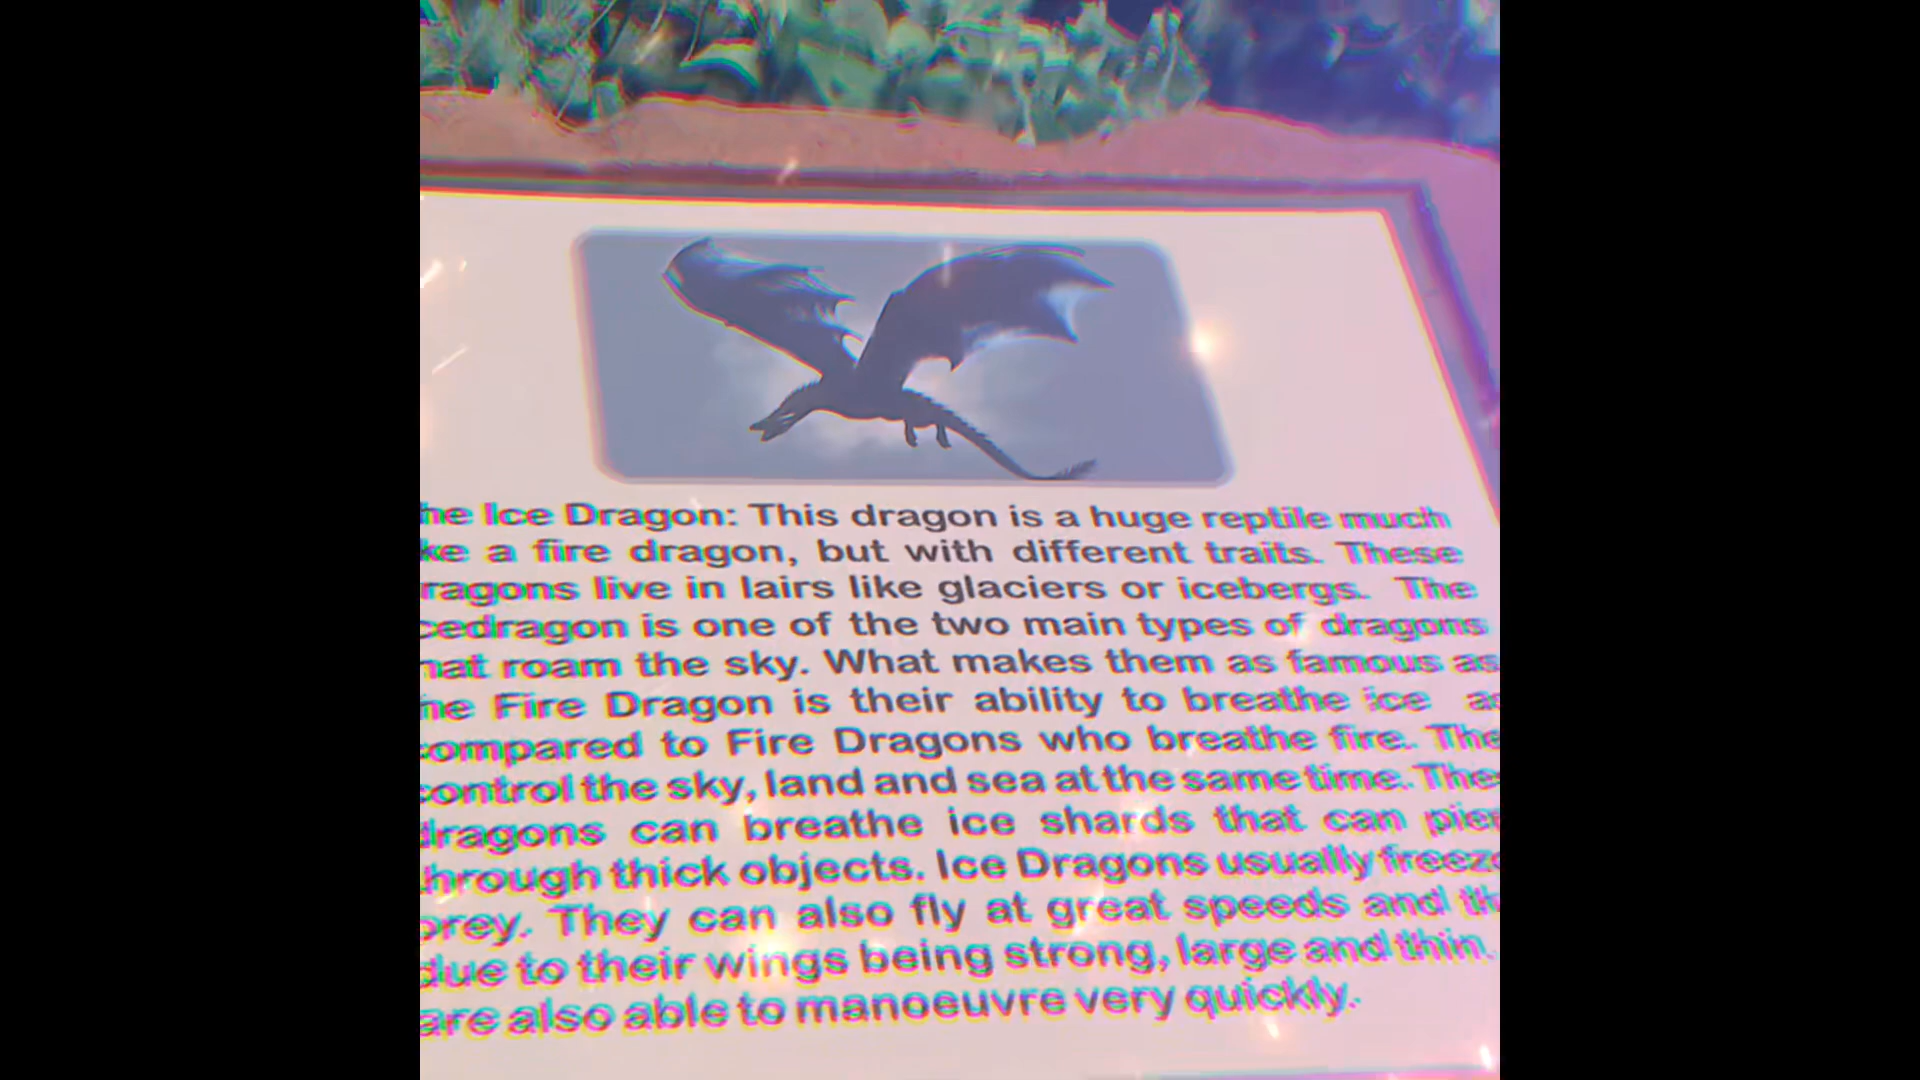 he Ice Dragon: This dragon is a huge reptile much
ke a fire dragon, but with different traits. These
ragons live in lairs like glaciers or icebergs. The
cedragon is one of the two main types of dragons
hat roam the sky. What makes them as famous as
he Fire Dragon is their ability to breathe ice as
compared to Fire Dragons who breathe fire. The
control the sky, land and sea at the same time. The
dragons can breathe ice shards that can pier
through thick objects. Ice Dragons usually freeze
prey. They can also fly at great speeds and th
due to their wings being strong, large and thin.
are also able to manoeuvre very quickly.